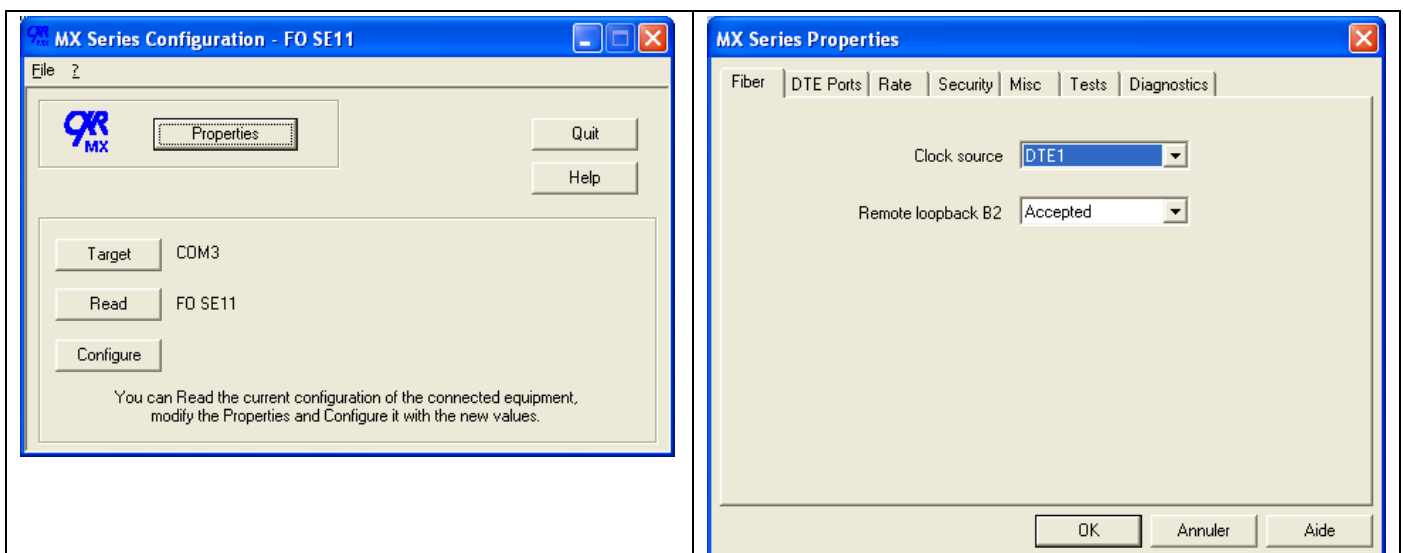 MX Series Configuration - FO SE11
File ?
CXR
MX
Properties
Quit
Help
Target COM3
Read FO SE11
Configure
You can Read the current configuration of the connected equipment,
modify the Properties and Configure it with the new values.
MX Series Properties
Fiber DTE Ports Rate Security Misc Tests Diagnostics
Clock source DTE1
Remote loopback B2 Accepted
OK Annuler Aide